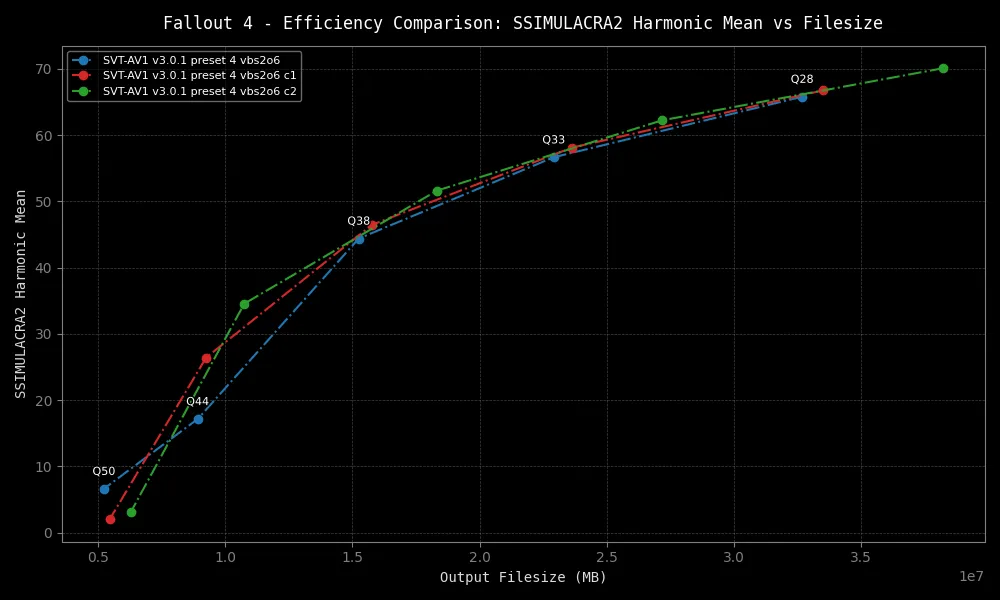 Fallout 4 - Efficiency Comparison: SSIMULACRA2 Harmonic Mean vs Filesize
SVT-AV1 v3.0.1 preset 4 vbs2o6
SVT-AV1 v3.0.1 preset 4 vbs2o6 c1
SVT-AV1 v3.0.1 preset 4 vbs2o6 c2
Q28
Q33
Q38
Q44
Q50
SSIMULACRA2 Harmonic Mean
70
60
50
40
30
20
10
0
0.5 1.0 1.5 2.0 2.5 3.0 3.5
1e7
Output Filesize (MB)